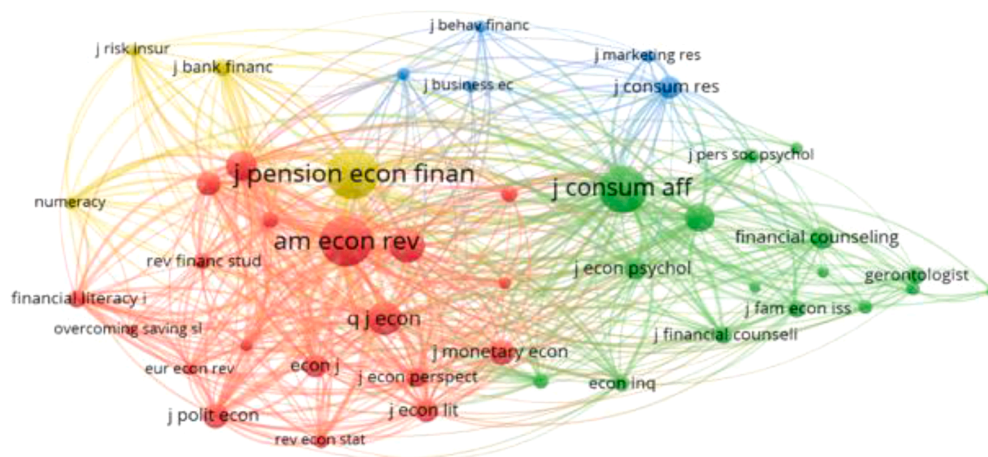 j behav financ
j risk insur
j marketing res
j bank financ
j business ec
j consum res
j pers soc psychol
j pension econ finan
j consum aff
numeracy
am econ rev
financial counseling
rev financ stud
j econ psychol
gerontologist
financial literacy i
j fam econ iss
q j econ
overcoming saving sl
j financial counsell
j monetary econ
eur econ rev
econ j
j econ perspect
econ inq
j polit econ
j econ lit
rev econ stat